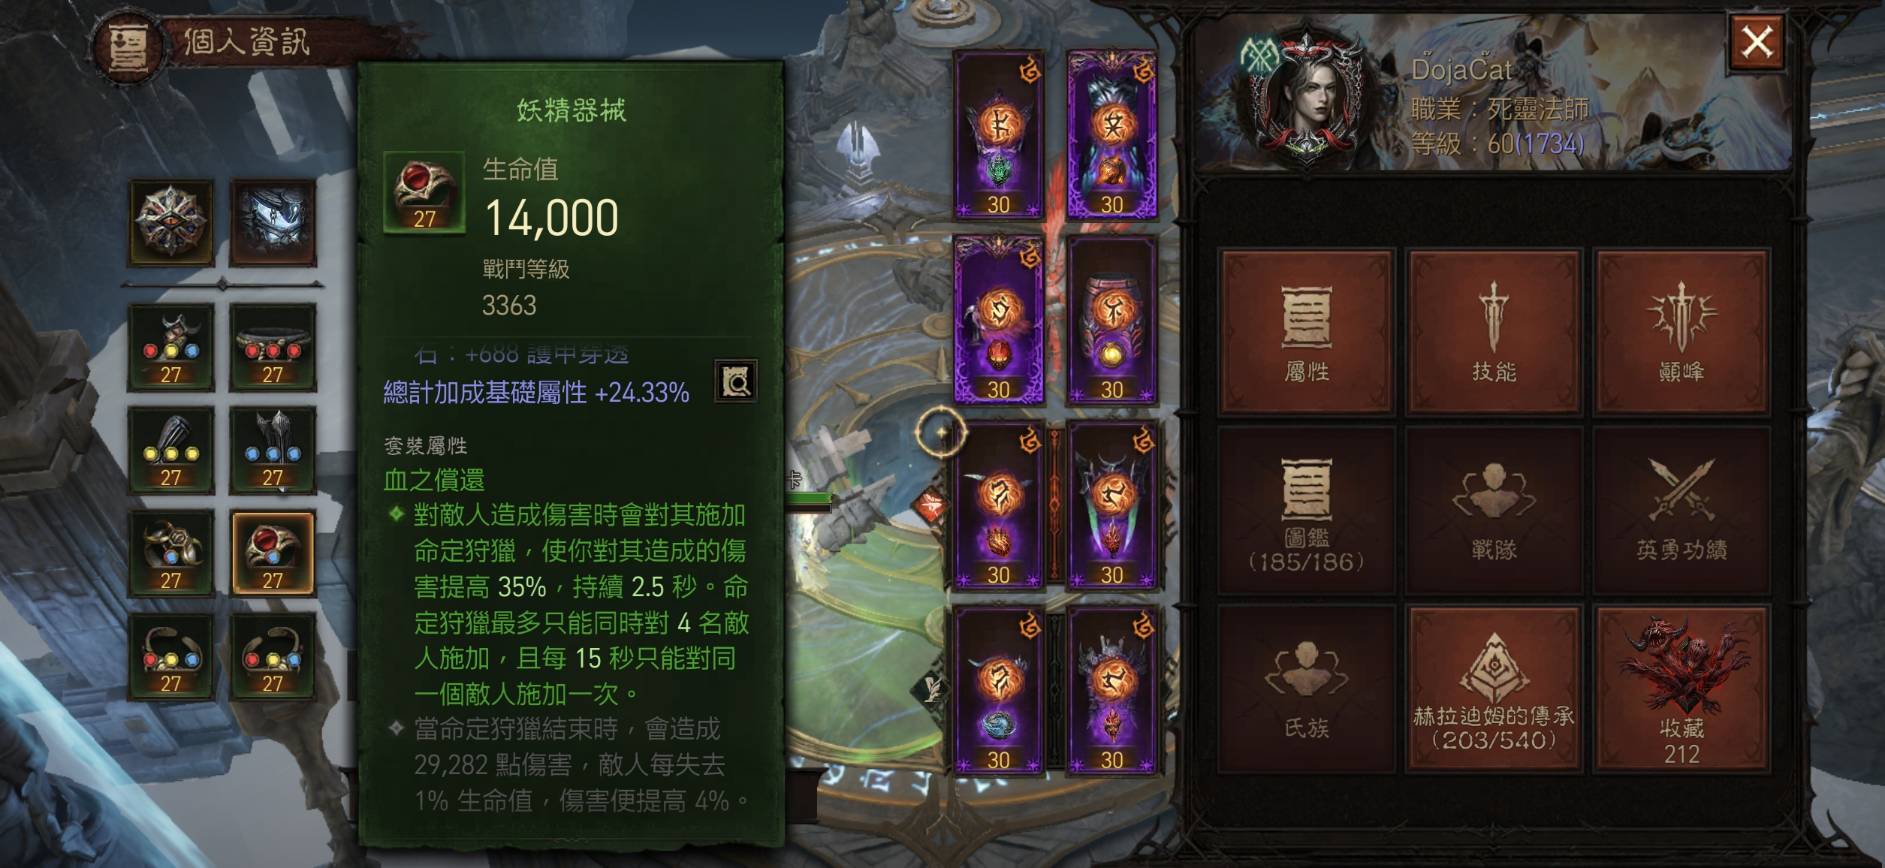 個人資訊
27
27
27
27
27
27
27
27
妖精器械
27
生命值
14,000
戰鬥等級
3363
石：+688 護甲穿透
總計加成基礎屬性 +24.33%
套裝屬性
血之償還
對敵人造成傷害時會對其施加
命定狩獵，使你對其造成的傷
害提高 35%，持續 2.5 秒。命
定狩獵最多只能同時對 4 名敵
人施加，且每 15 秒只能對同
一個敵人施加一次。
當命定狩獵結束時，會造成
29,282 點傷害，敵人每失去
1% 生命值，傷害便提高 4%。
卡
30
30
30
30
30
30
30
30
DojaCat
職業：死靈法師
等級：60(1734)
屬性
技能
巔峰
圖鑑
(185/186)
戰隊
英勇功績
氏族
赫拉迪姆的傳承
(203/540)
收藏
212